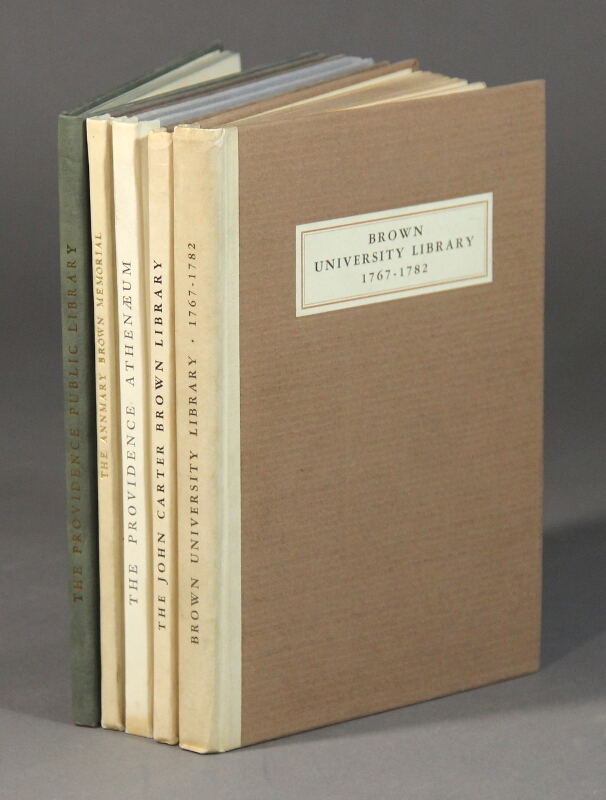 THE PROVIDENCE PUBLIC LIBRARY
THE ANNMARY BROWN MEMORIAL
THE PROVIDENCE ATHENÆUM
THE JOHN CARTER BROWN LIBRARY
BROWN UNIVERSITY LIBRARY · 1767-1782
BROWN
UNIVERSITY LIBRARY
1767-1782